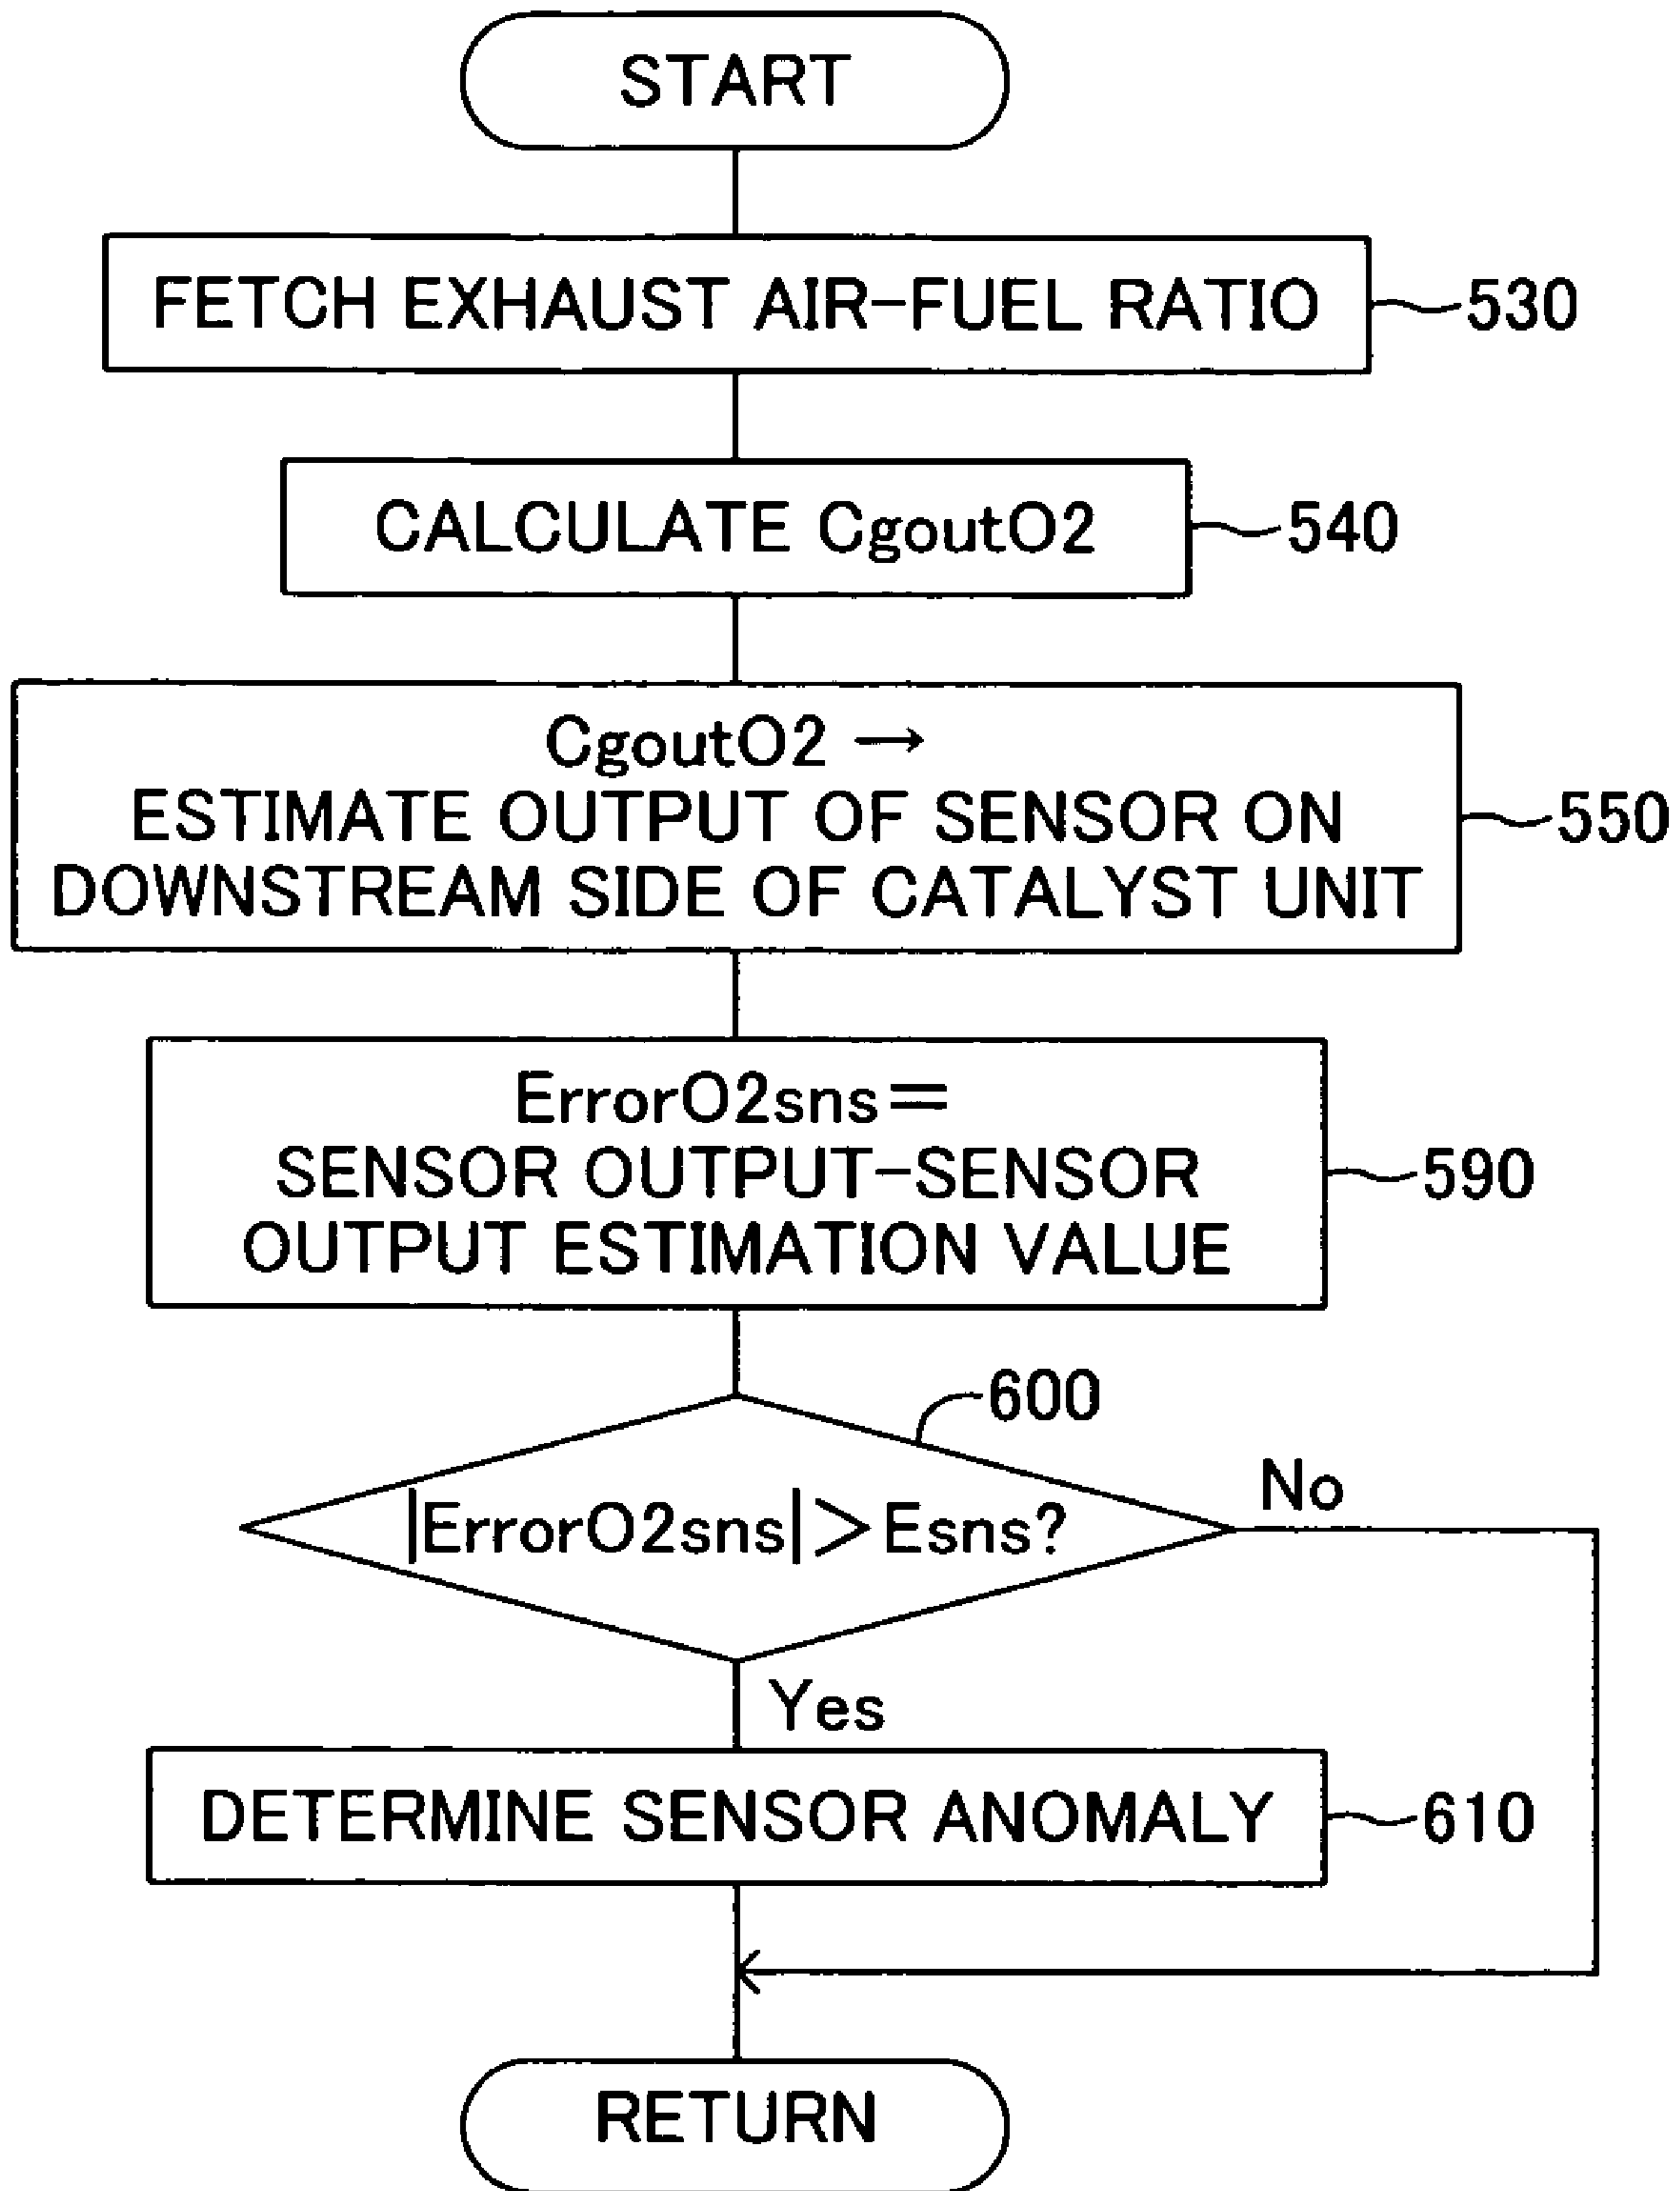 START
FETCH EXHAUST AIR-FUEL RATIO
530
CALCULATE CgoutO2
540
CgoutO2 →
ESTIMATE OUTPUT OF SENSOR ON
DOWNSTREAM SIDE OF CATALYST UNIT
550
ErrorO2sns=
SENSOR OUTPUT-SENSOR
OUTPUT ESTIMATION VALUE
590
600
|ErrorO2sns|>Esns?
No
Yes
DETERMINE SENSOR ANOMALY
610
RETURN